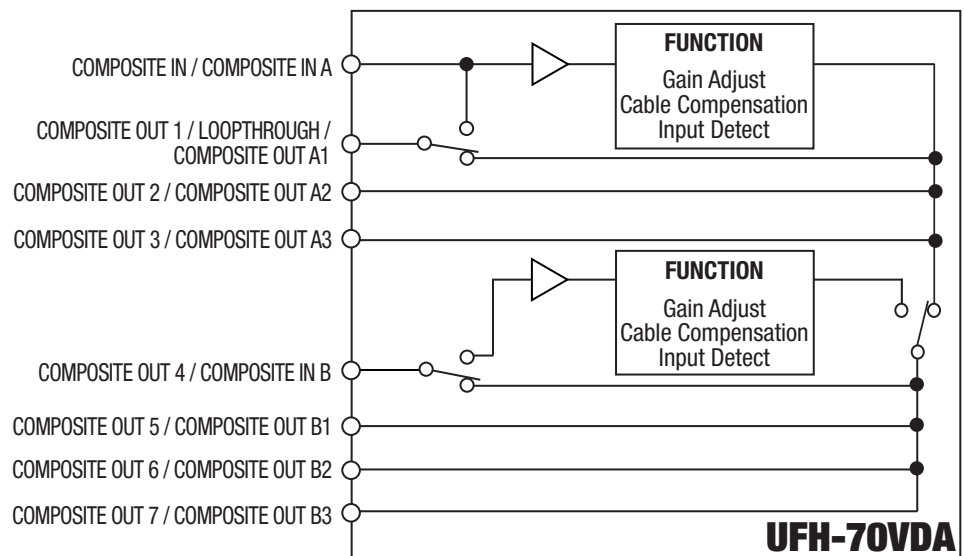 COMPOSITE IN / COMPOSITE IN A
FUNCTION
Gain Adjust
Cable Compensation
Input Detect
COMPOSITE OUT 1 / LOOPTHROUGH /
COMPOSITE OUT A1
COMPOSITE OUT 2 / COMPOSITE OUT A2
COMPOSITE OUT 3 / COMPOSITE OUT A3
FUNCTION
Gain Adjust
Cable Compensation
Input Detect
COMPOSITE OUT 4 / COMPOSITE IN B
COMPOSITE OUT 5 / COMPOSITE OUT B1
COMPOSITE OUT 6 / COMPOSITE OUT B2
COMPOSITE OUT 7 / COMPOSITE OUT B3
UFH-70VDA